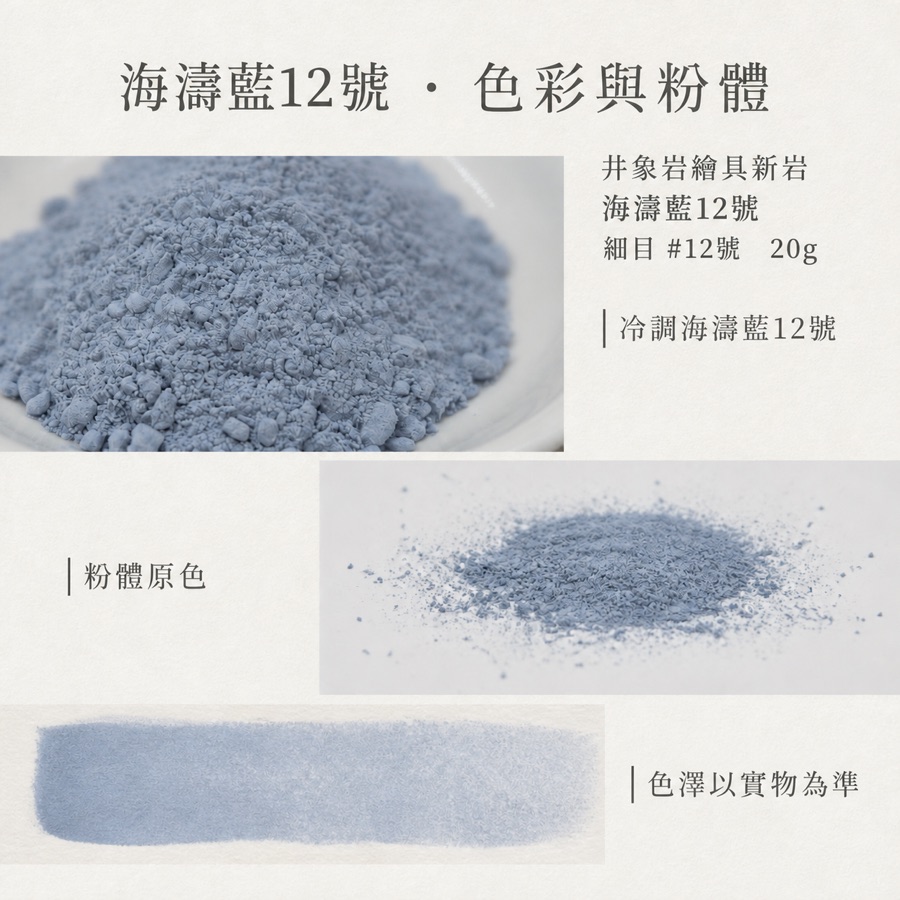 海濤藍12號 · 色彩與粉體
井象岩繪具新岩
海濤藍12號
細目 #12號 20g
冷調海濤藍12號
粉體原色
色澤以實物為準